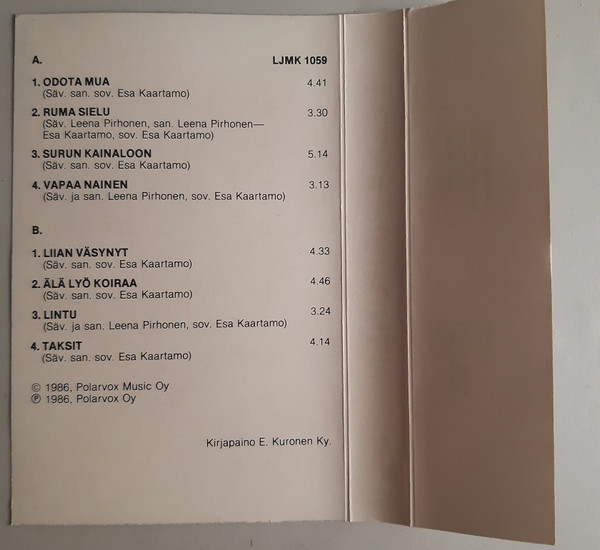 A. LJMK 1059
1. ODOTA MUA 4.41
(Säv. san. sov. Esa Kaartamo)
2. RUMA SIELU 3.30
(Säv. Leena Pirhonen, san. Leena Pirhonen—
Esa Kaartamo, sov. Esa Kaartamo)
3. SURUN KAINALOON 5.14
(Säv. san. sov. Esa Kaartamo)
4. VAPAA NAINEN 3.13
(Säv. ja san. Leena Pirhonen, sov. Esa Kaartamo)
B.
1. LIIAN VÄSYNYT 4.33
(Säv. san. sov. Esa Kaartamo)
2. ÄLÄ LYÖ KOIRAA 4.46
(Säv. san. sov. Esa Kaartamo)
3. LINTU 3.24
(Säv. ja san. Leena Pirhonen, sov. Esa Kaartamo)
4. TAKSIT 4.14
(Säv. san. sov. Esa Kaartamo)
© 1986, Polarvox Music Oy
℗ 1986, Polarvox Oy
Kirjapaino E. Kuronen Ky.